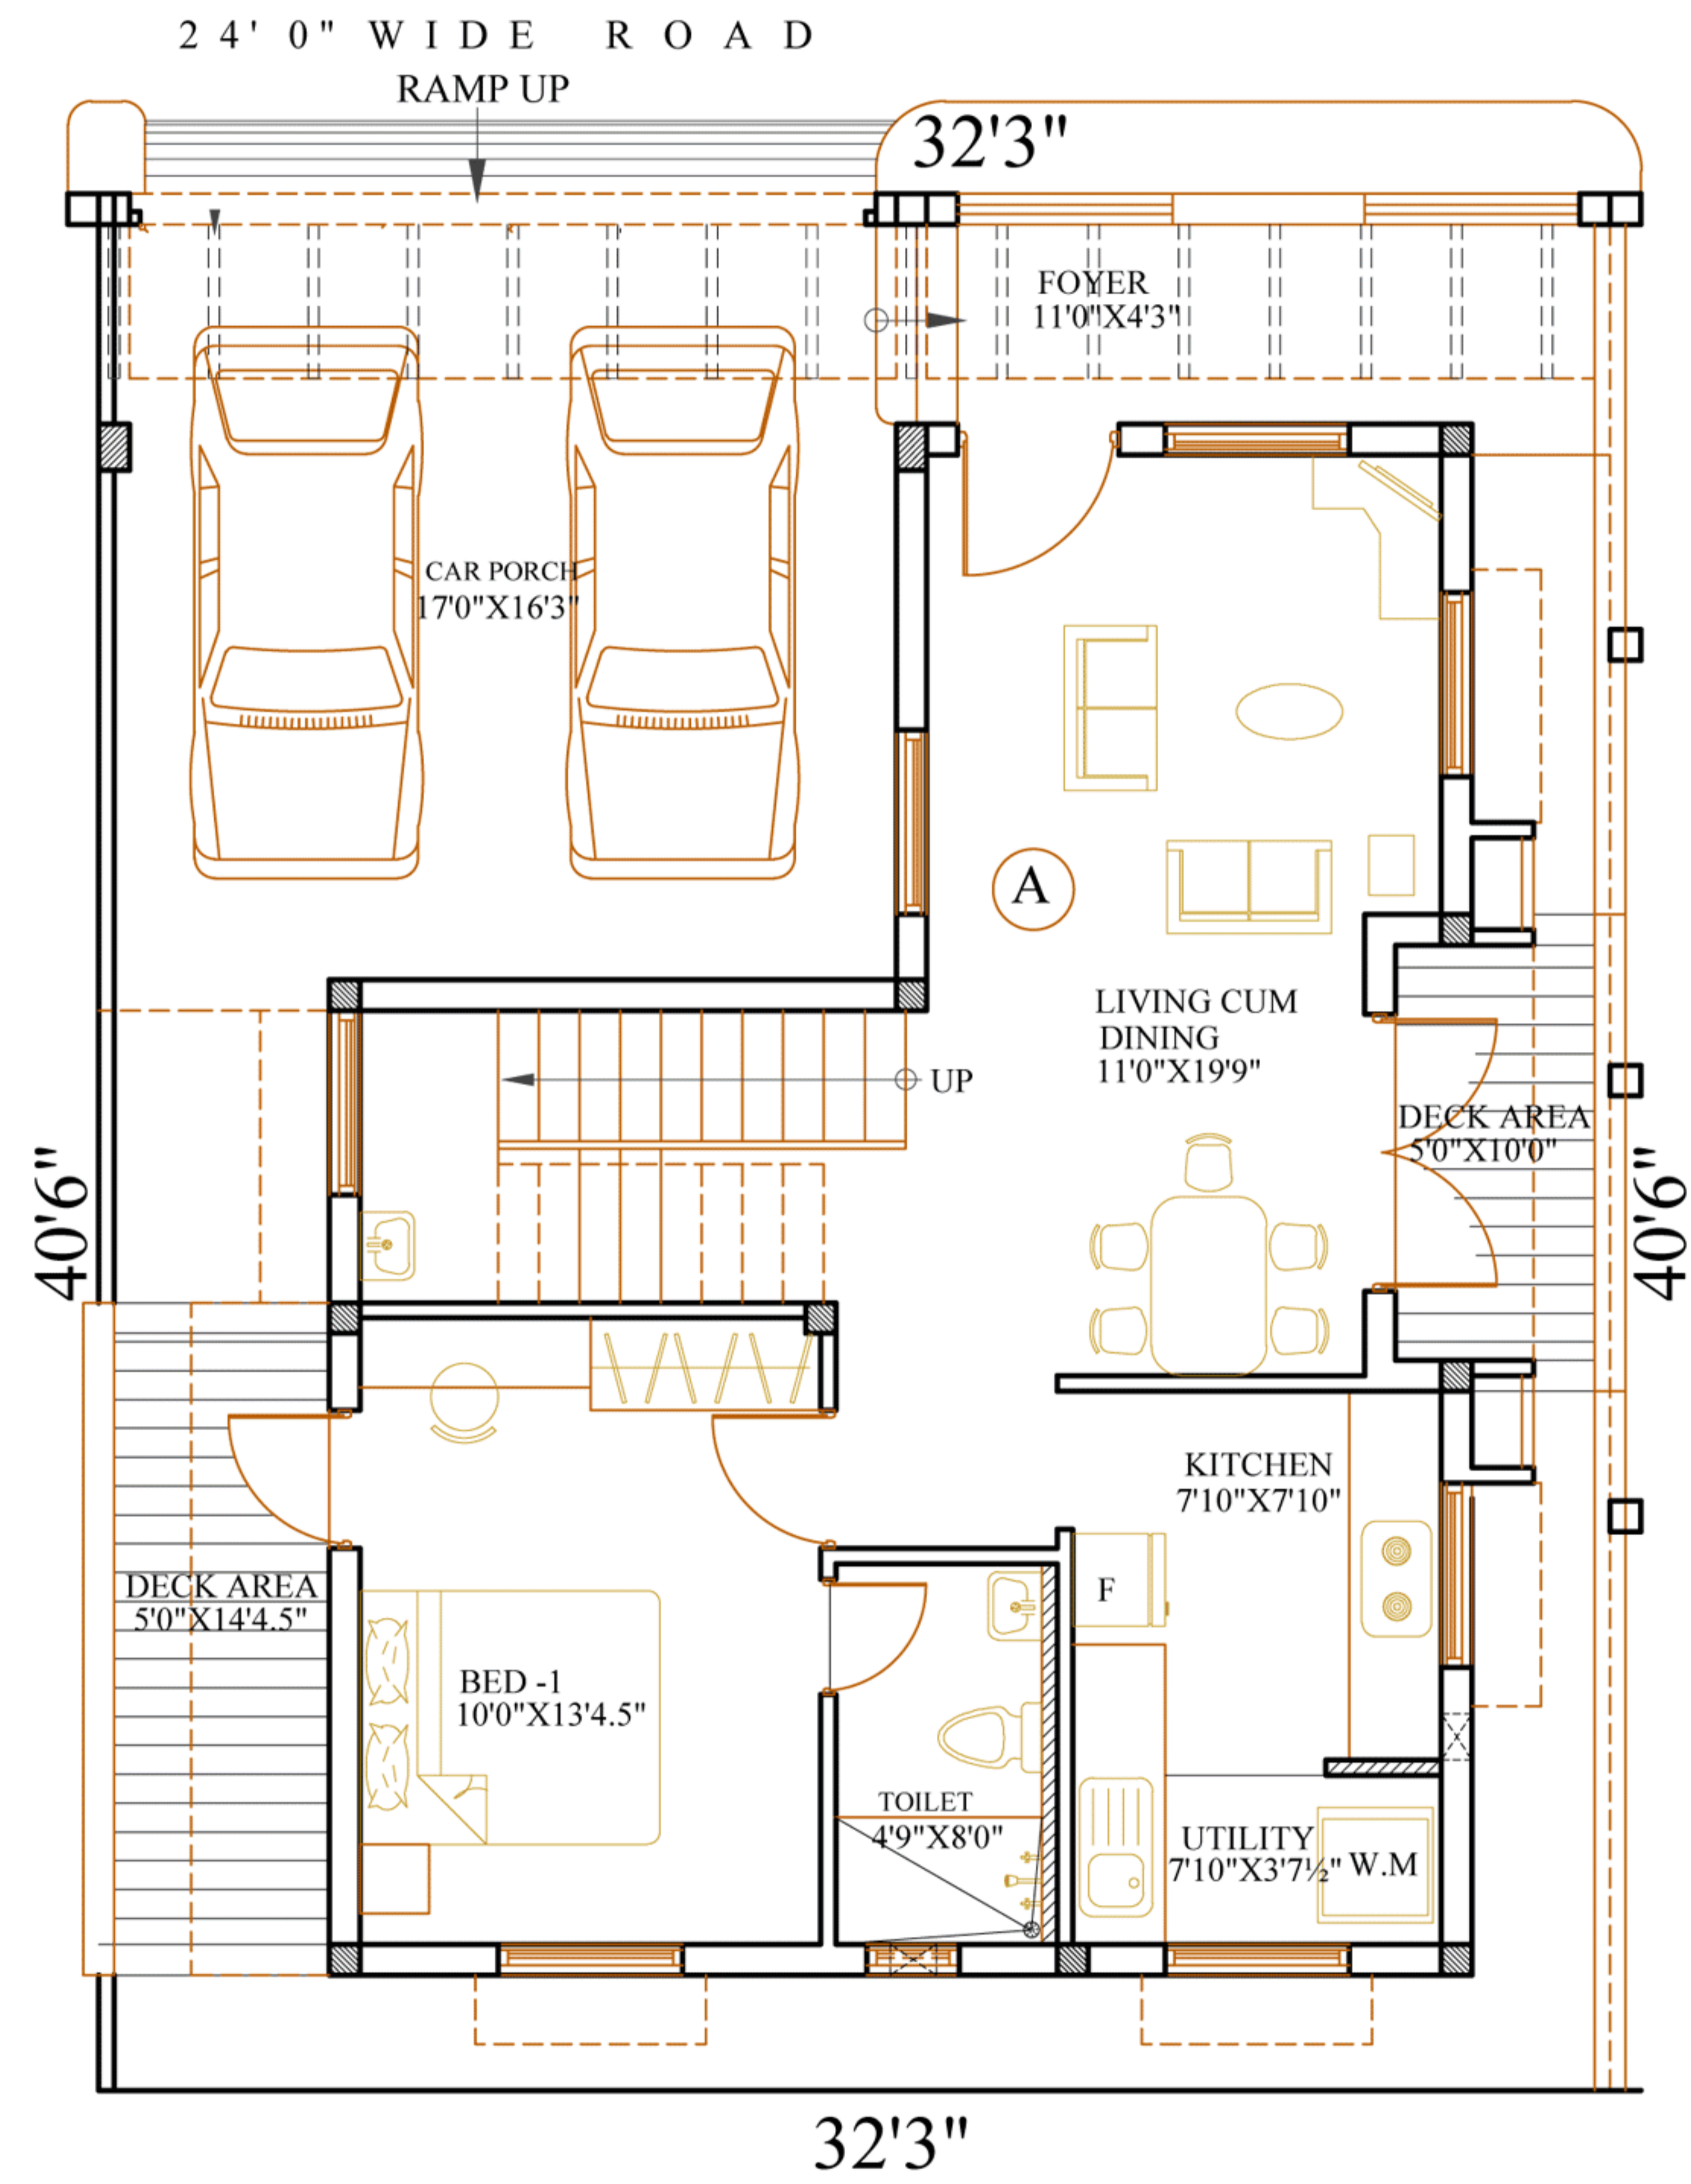 24' 0" WIDE ROAD
RAMP UP
32'3"
FOYER
11'0"X4'3"
CAR PORCH
17'0"X16'3"
A
LIVING CUM
DINING
11'0"X19'9"
UP
DECK AREA
5'0"X10'0"
40'6"
40'6"
KITCHEN
7'10"X7'10"
F
DECK AREA
5'0"X14'4.5"
BED -1
10'0"X13'4.5"
TOILET
4'9"X8'0"
UTILITY
7'10"X3'7½"
W.M
32'3"